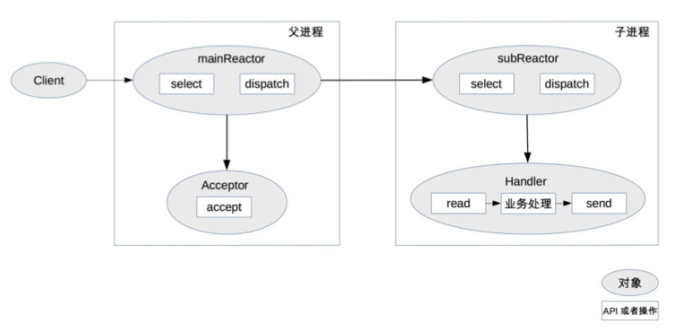 父进程
子进程
mainReactor
select
dispatch
subReactor
select
dispatch
Client
Acceptor
accept
Handler
read
业务处理
send
对象
API 或者操作